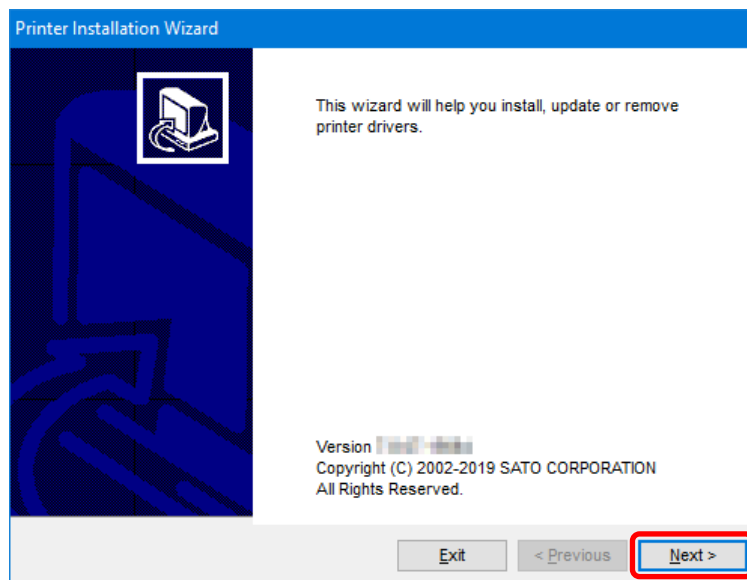 Printer Installation Wizard
This wizard will help you install, update or remove
printer drivers.
Version
Copyright (C) 2002-2019 SATO CORPORATION
All Rights Reserved.
Exit
< Previous
Next >